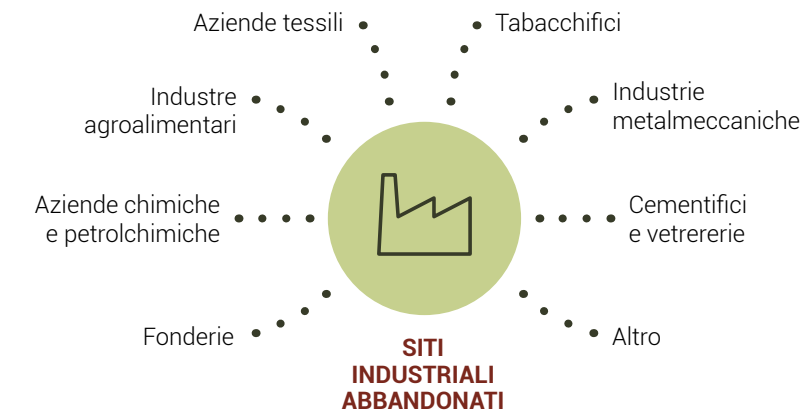 Aziende tessili
Tabacchifici
Industre
agroalimentari
Industrie
metalmeccaniche
Aziende chimiche
e petrolchimiche
Cementifici
e vetrererie
Fonderie
Altro
SITI
INDUSTRIALI
ABBANDONATI